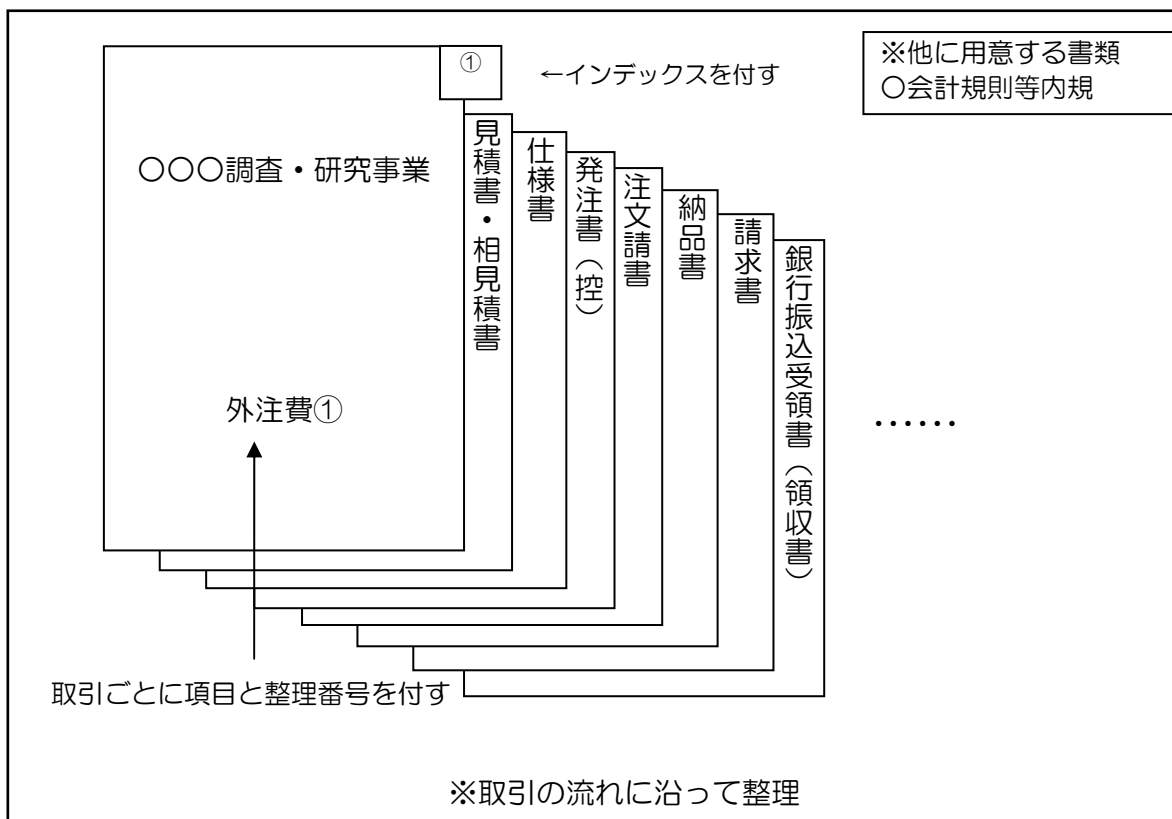 ①
←インデックスを付す
※他に用意する書類
〇会計規則等内規
〇〇〇調査・研究事業
外注費①
見積書・相見積書
仕様書
発注書（控）
注文請書
納品書
請求書
銀行振込受領書（領収書）
……
取引ごとに項目と整理番号を付す
※取引の流れに沿って整理